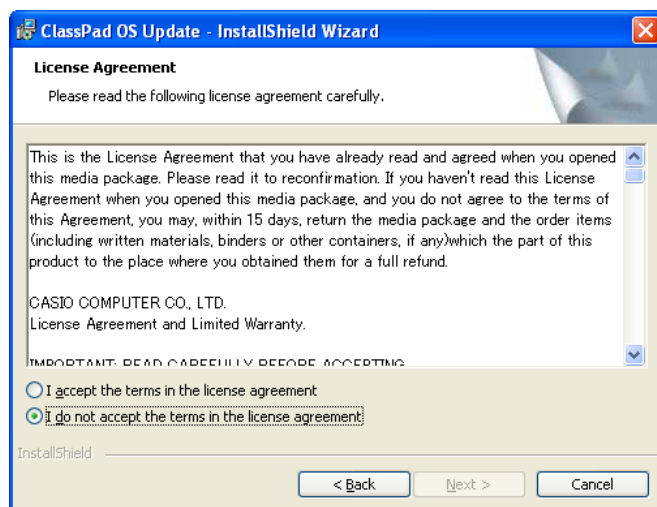 ClassPad OS Update - InstallShield Wizard
License Agreement
Please read the following license agreement carefully.
This is the License Agreement that you have already read and agreed when you opened
this media package. Please read it to reconfirmation. If you haven't read this License
Agreement when you opened this media package, and you do not agree to the terms of
this Agreement, you may, within 15 days, return the media package and the order items
(including written materials, binders or other containers, if any)which the part of this
product to the place where you obtained them for a full refund.
CASIO COMPUTER CO., LTD.
License Agreement and Limited Warranty.
IMPORTANT: READ CAREFULLY BEFORE ACCEPTING
I accept the terms in the license agreement
I do not accept the terms in the license agreement
InstallShield
< Back
Next >
Cancel